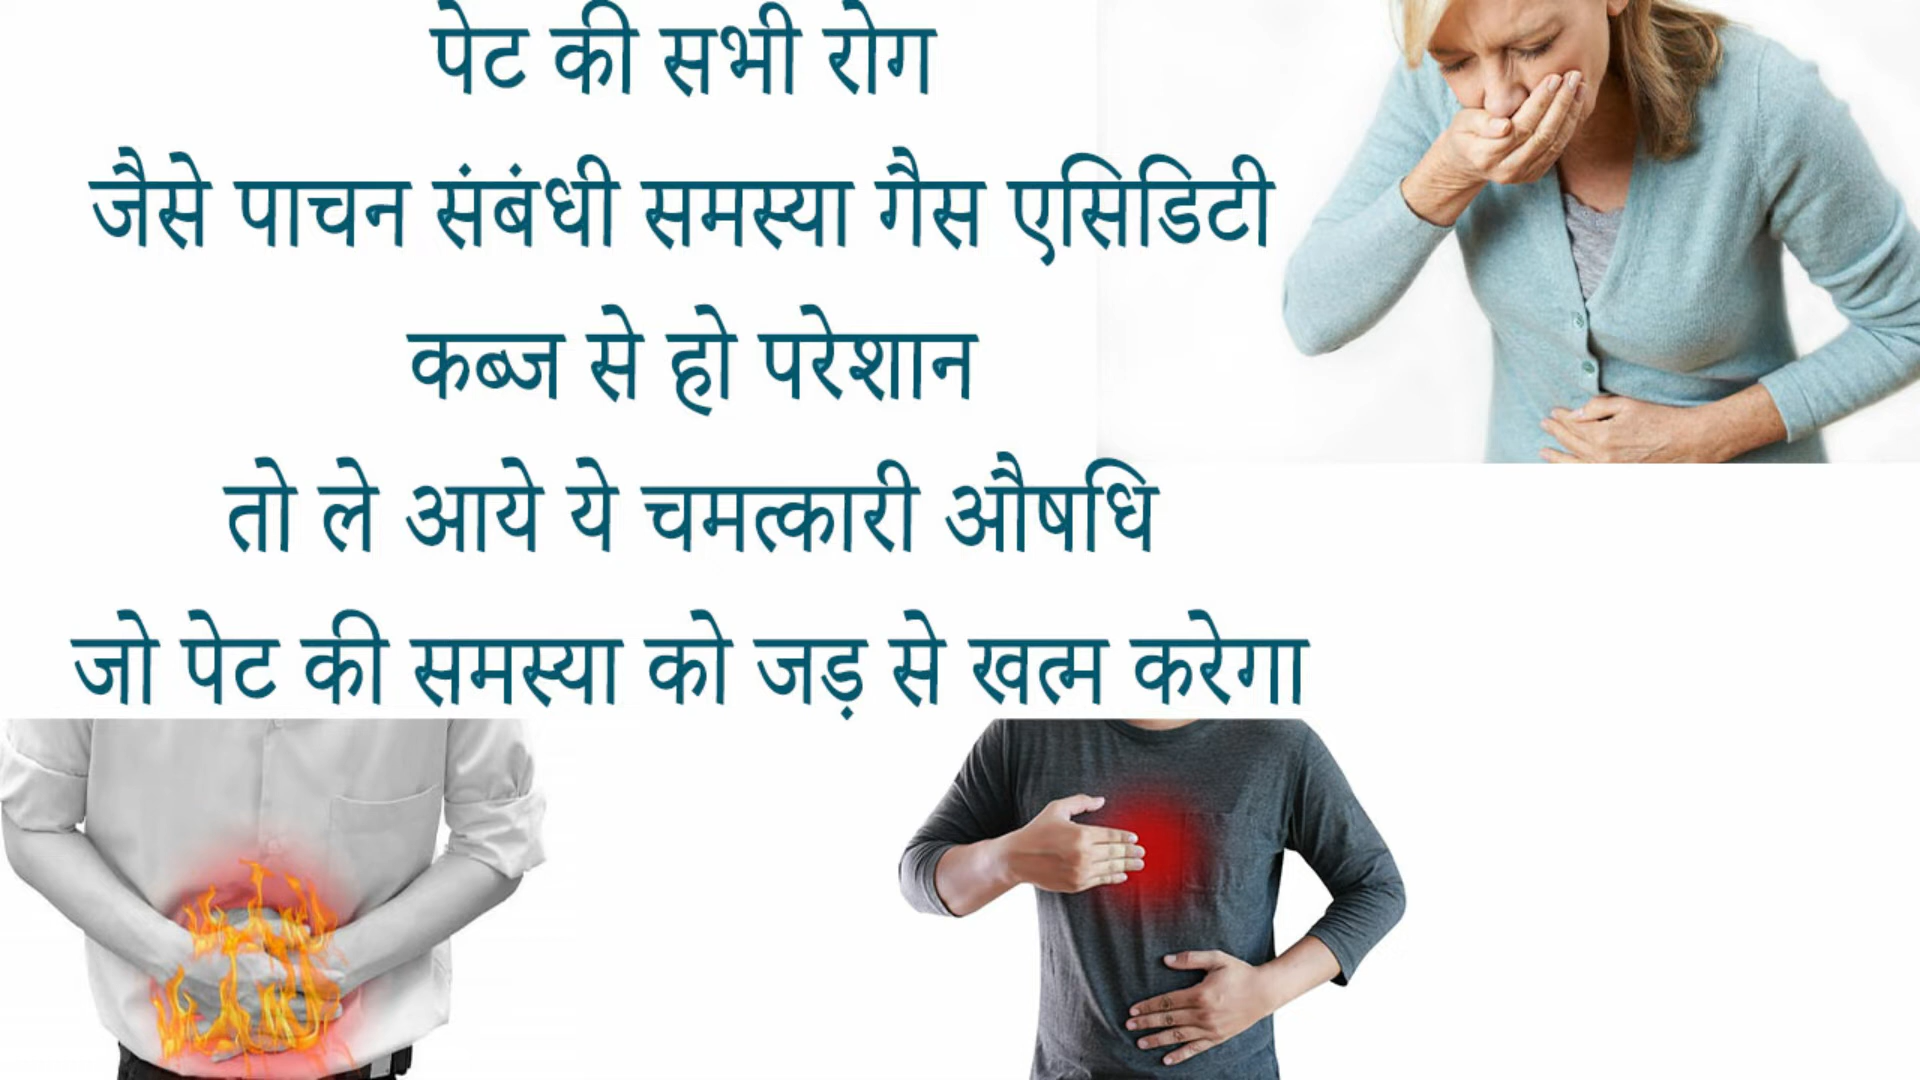 पेट की सभी रोग
जैसे पाचन संबंधी समस्या गैस एसिडिटी
कब्ज से हो परेशान
तो ले आये ये चमत्कारी औषधि
जो पेट की समस्या को जड़ से खत्म करेगा